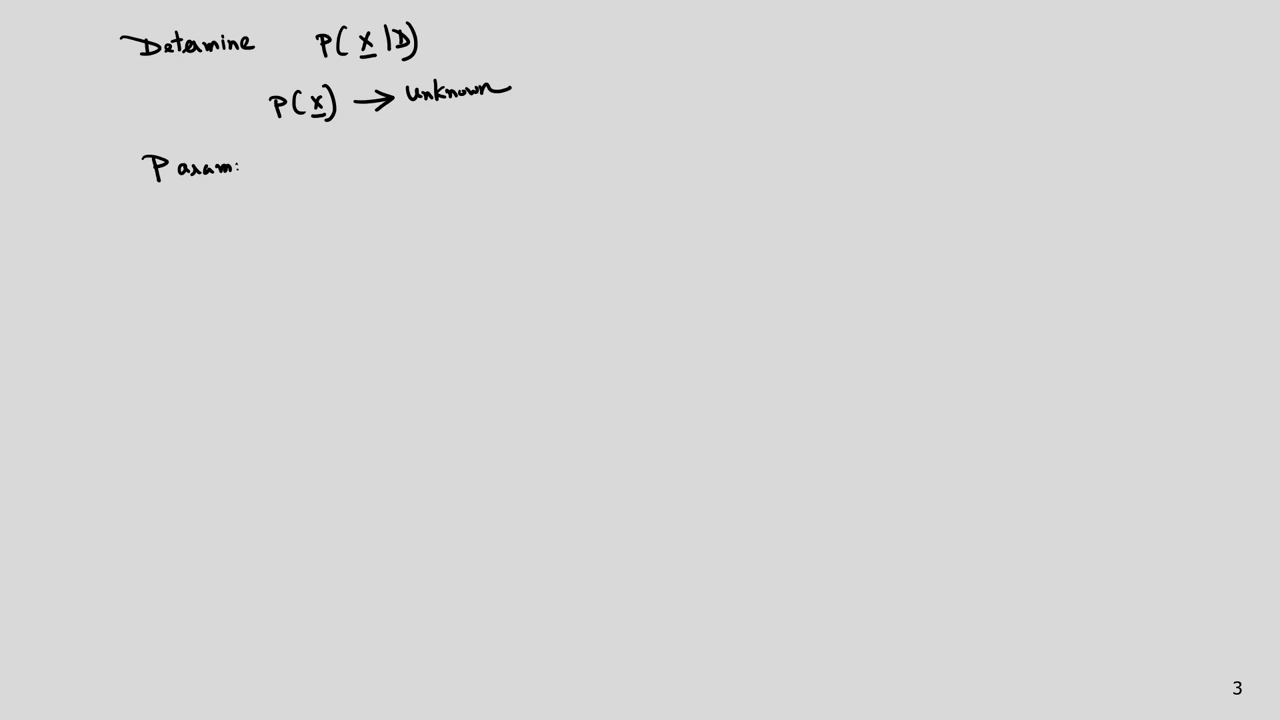 Determine P(x|D)
P(x) → unknown
Param:
3